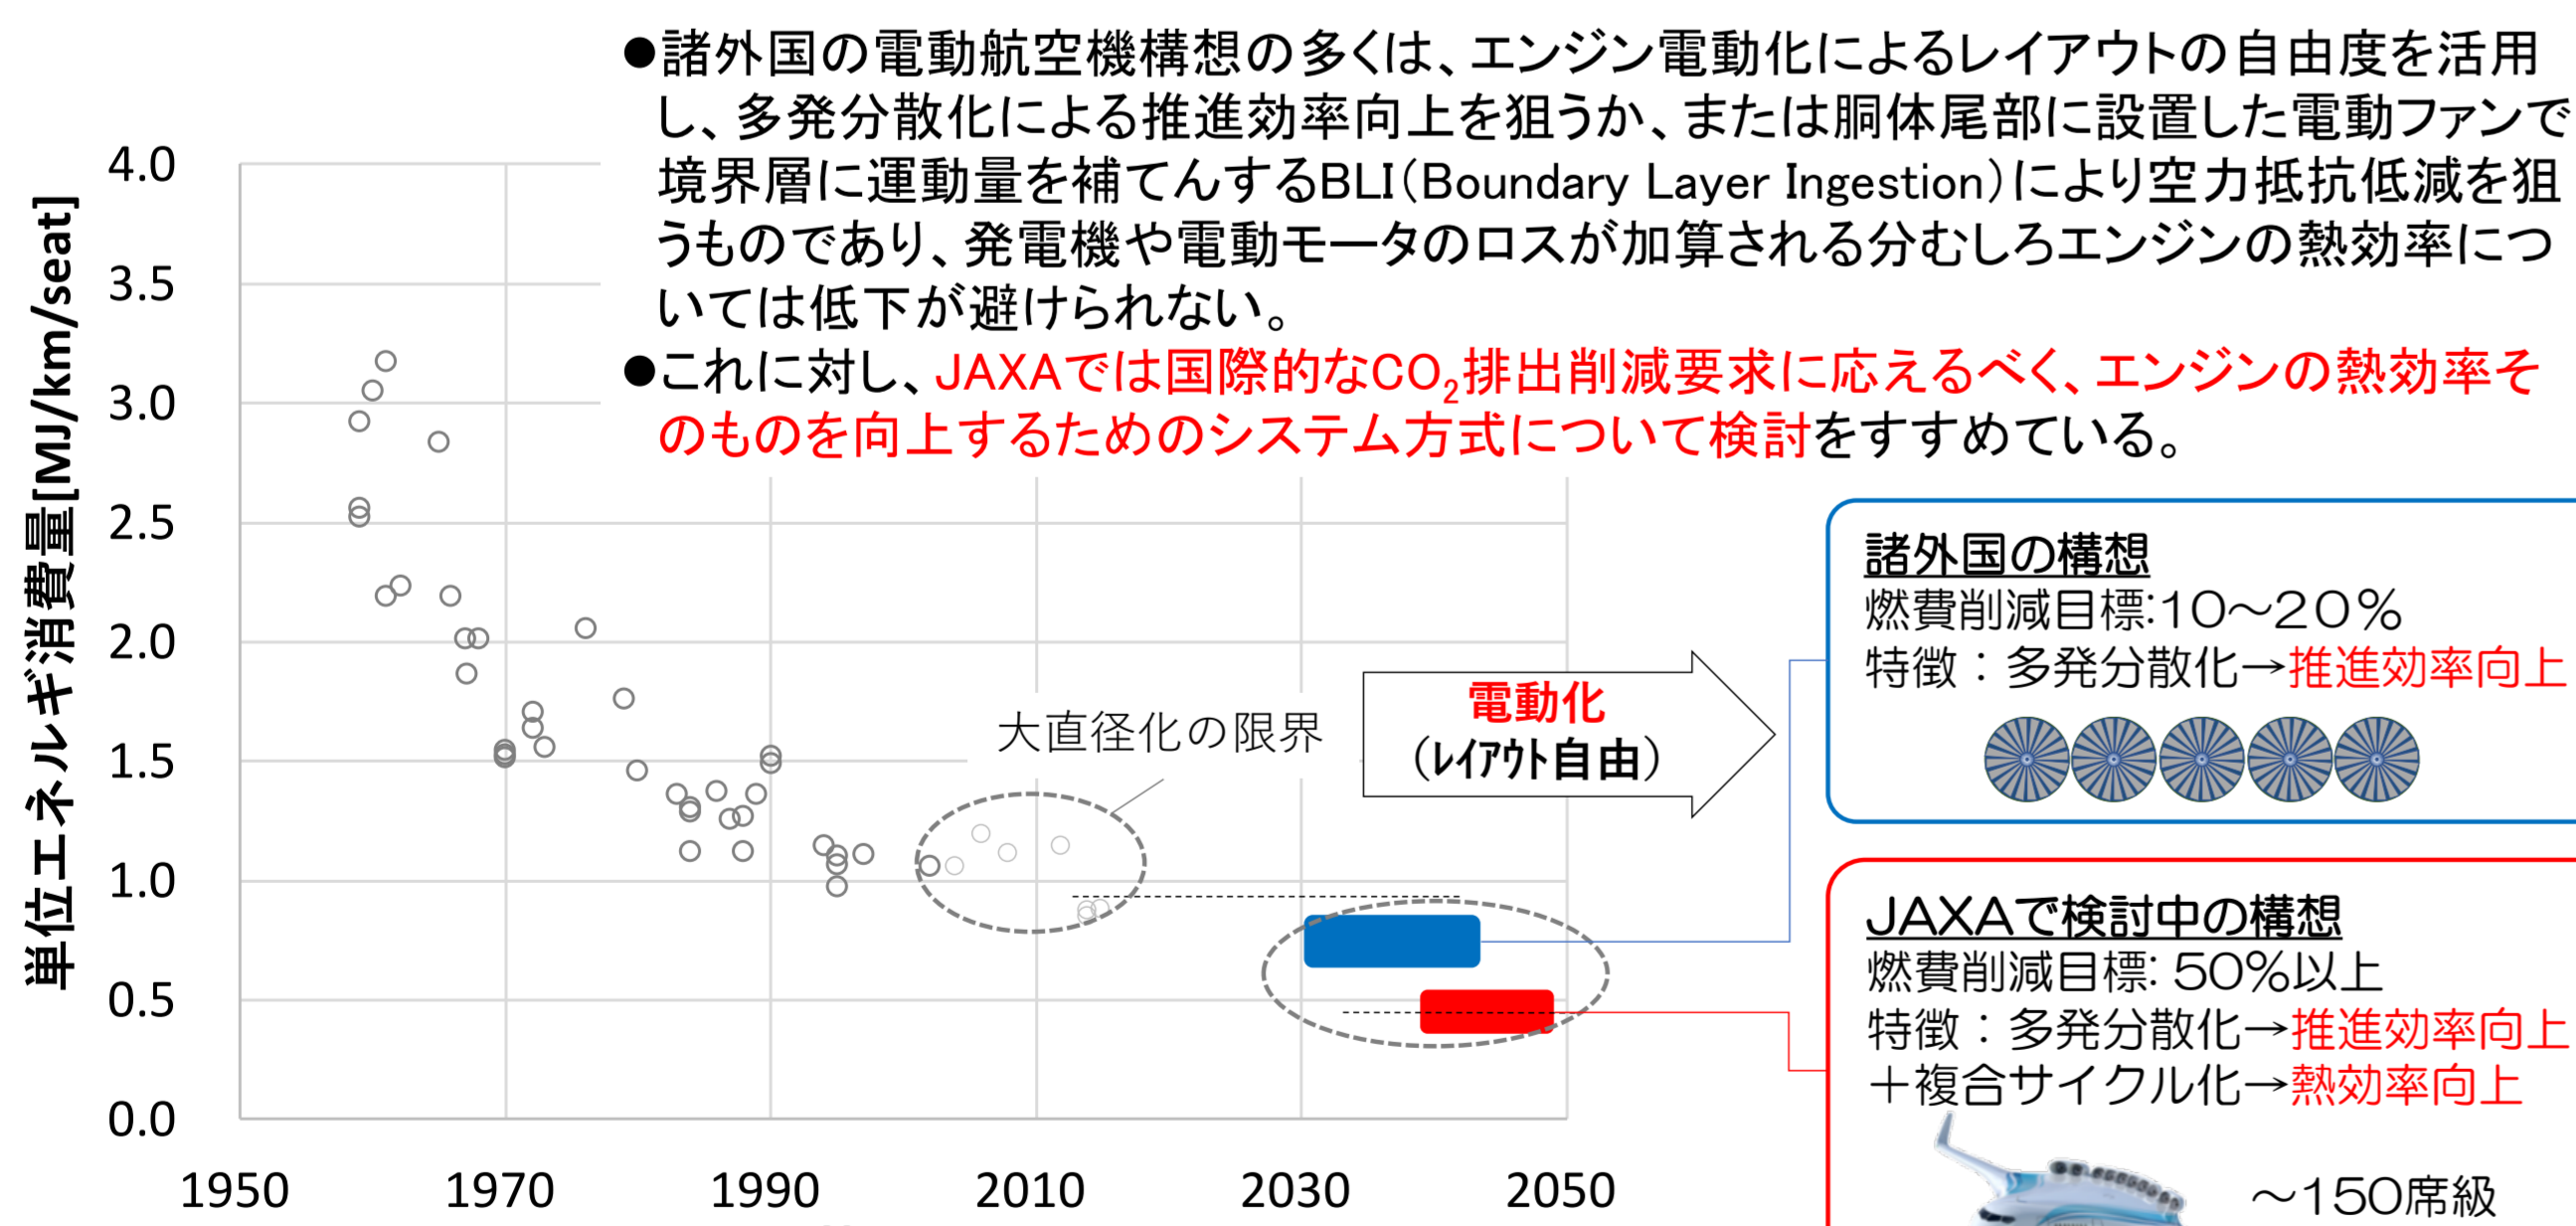 ●諸外国の電動航空機構想の多くは、エンジン電動化によるレイアウトの自由度を活用
し、多発分散化による推進効率向上を狙うか、または胴体尾部に設置した電動ファンで
境界層に運動量を補てんするBLI(Boundary Layer Ingestion)により空力抵抗低減を狙
うものであり、発電機や電動モータのロスが加算される分むしろエンジンの熱効率につ
いては低下が避けられない。
●これに対し、JAXAでは国際的なCO₂排出削減要求に応えるべく、エンジンの熱効率そ
のものを向上するためのシステム方式について検討をすすめている。
単位エネルギ消費量[MJ/km/seat]
4.0
3.5
3.0
2.5
2.0
1.5
1.0
0.5
0.0
1950
1970
1990
2010
2030
2050
大直径化の限界
電動化
(レイアウト自由)
諸外国の構想
燃費削減目標:10～20%
特徴：多発分散化→推進効率向上
JAXAで検討中の構想
燃費削減目標: 50%以上
特徴：多発分散化→推進効率向上
＋複合サイクル化→熱効率向上
～150席級